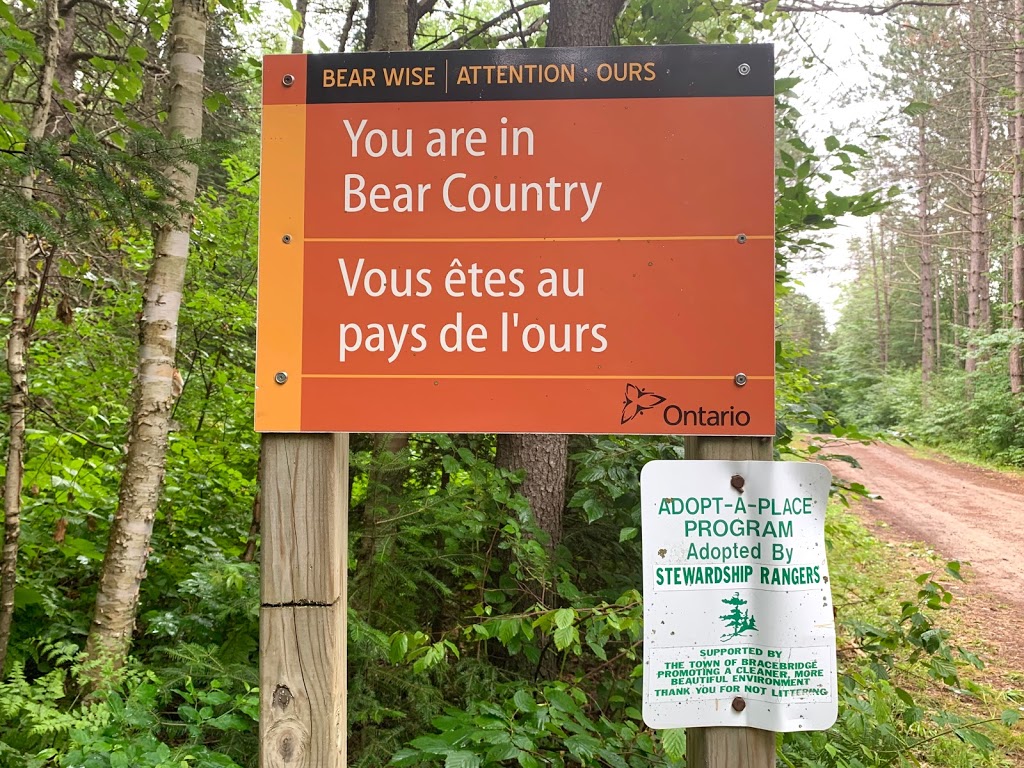 BEAR WISE | ATTENTION : OURS
You are in
Bear Country
Vous êtes au
pays de l'ours
Ontario
ADOPT-A-PLACE
PROGRAM
Adopted By
STEWARDSHIP RANGERS
SUPPORTED BY
THE TOWN OF BRACEBRIDGE
PROMOTING A CLEANER, MORE
BEAUTIFUL ENVIRONMENT
THANK YOU FOR NOT LITTERING